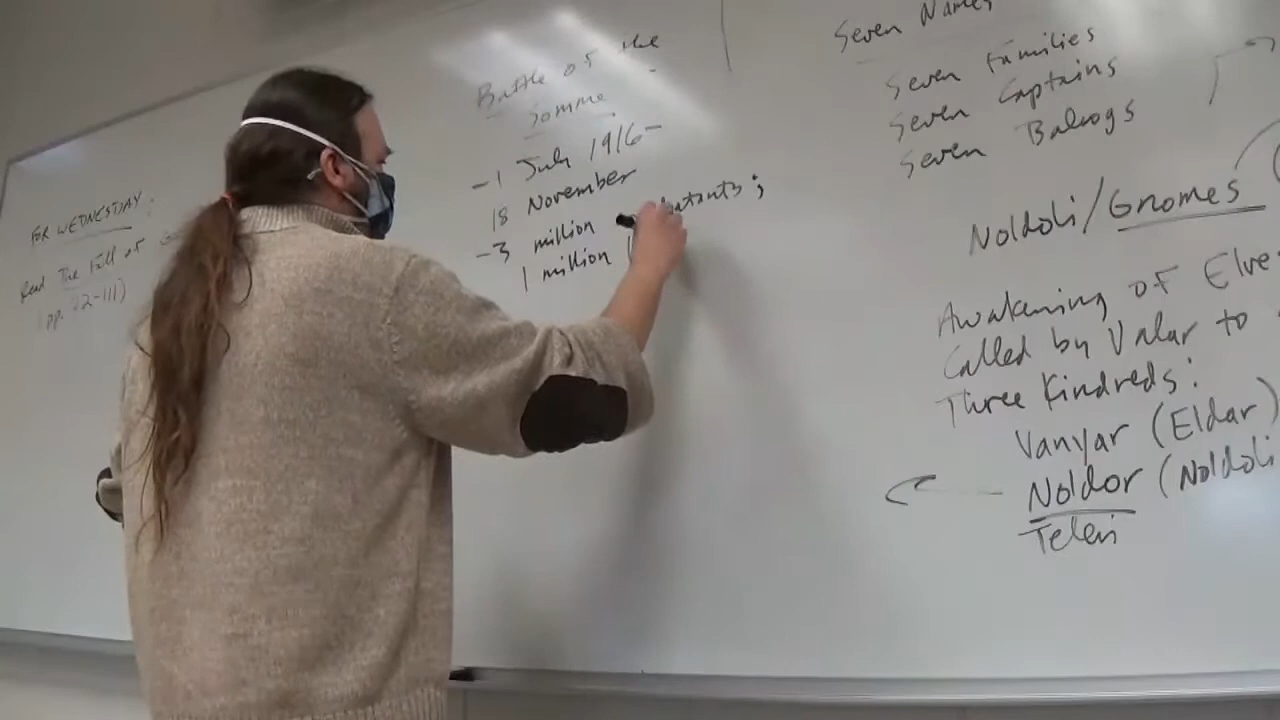 FOR WEDNESDAY:
Read The Fall of
pp.
Battle of the
Somme
- 1 July 1916 -
18 November
- 3 million
1 million
Seven Names
Seven Families
Seven Captains
Seven Balrogs
Noldoli/Gnomes
Awakening of Elve
Called by Valar to
Three Kindreds:
Vanyar (Eldar)
Noldor (Noldoli
Teleri